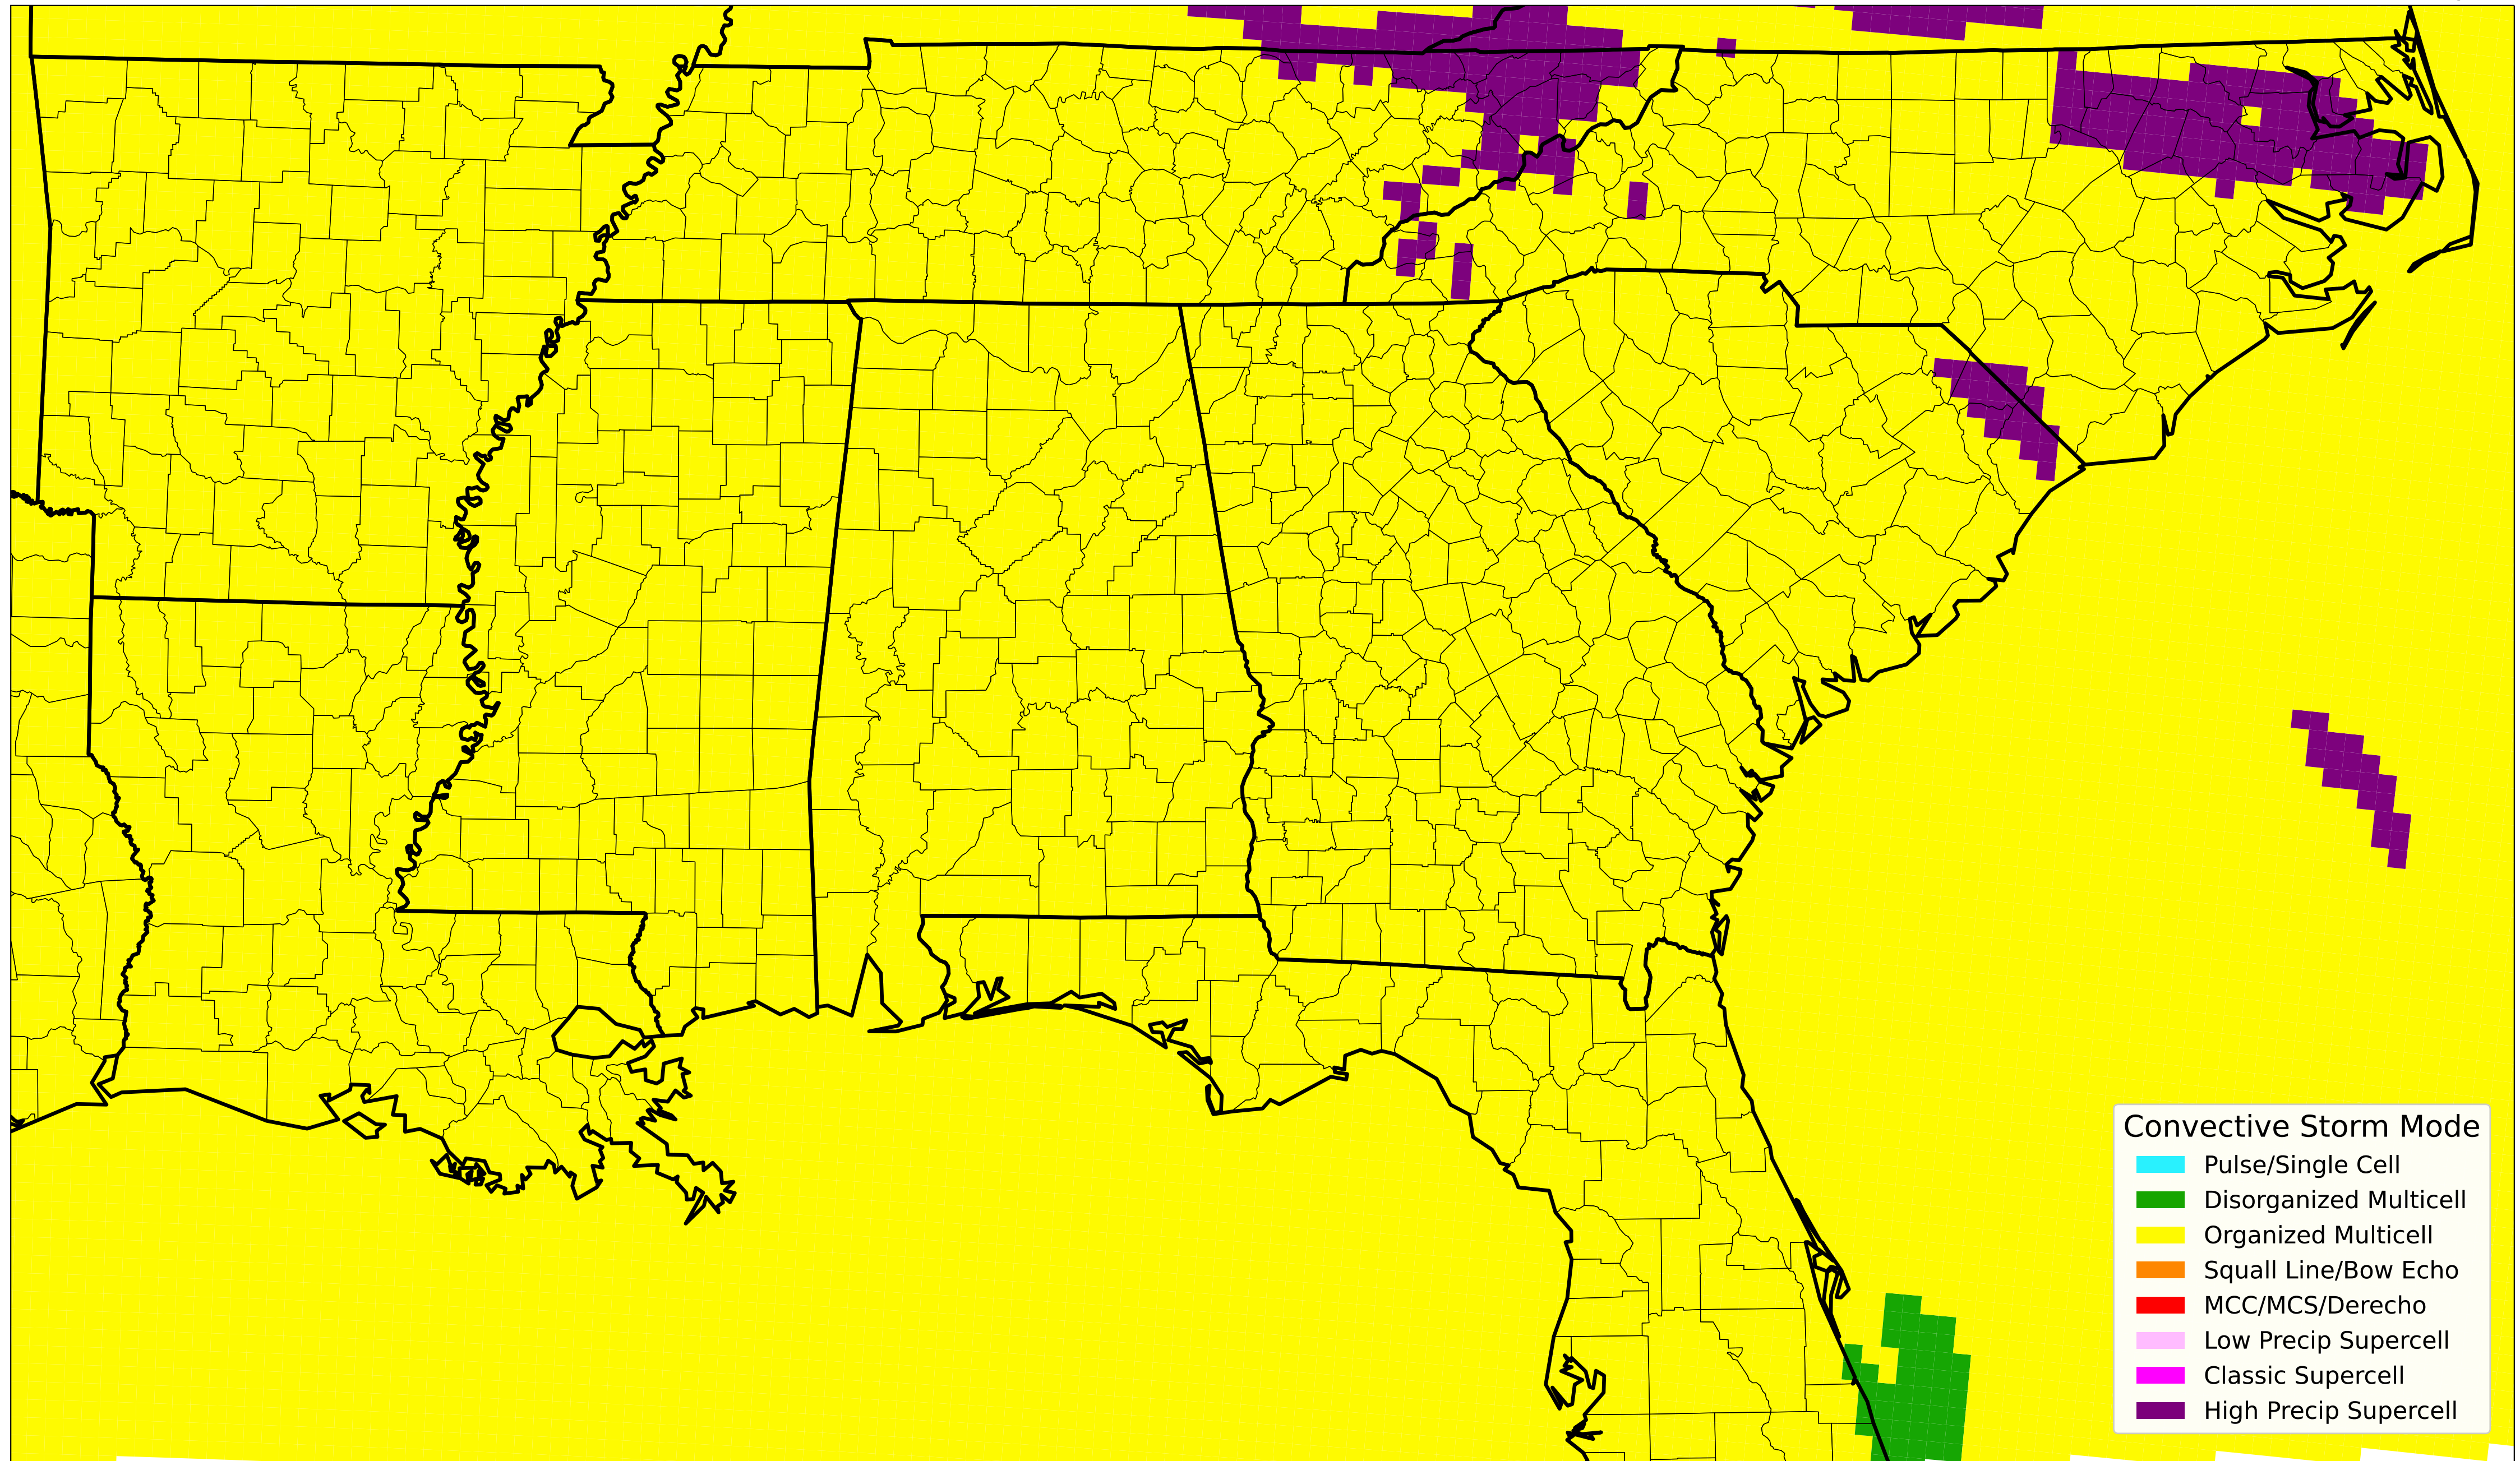 Convective Storm Mode
Pulse/Single Cell
Disorganized Multicell
Organized Multicell
Squall Line/Bow Echo
MCC/MCS/Derecho
Low Precip Supercell
Classic Supercell
High Precip Supercell